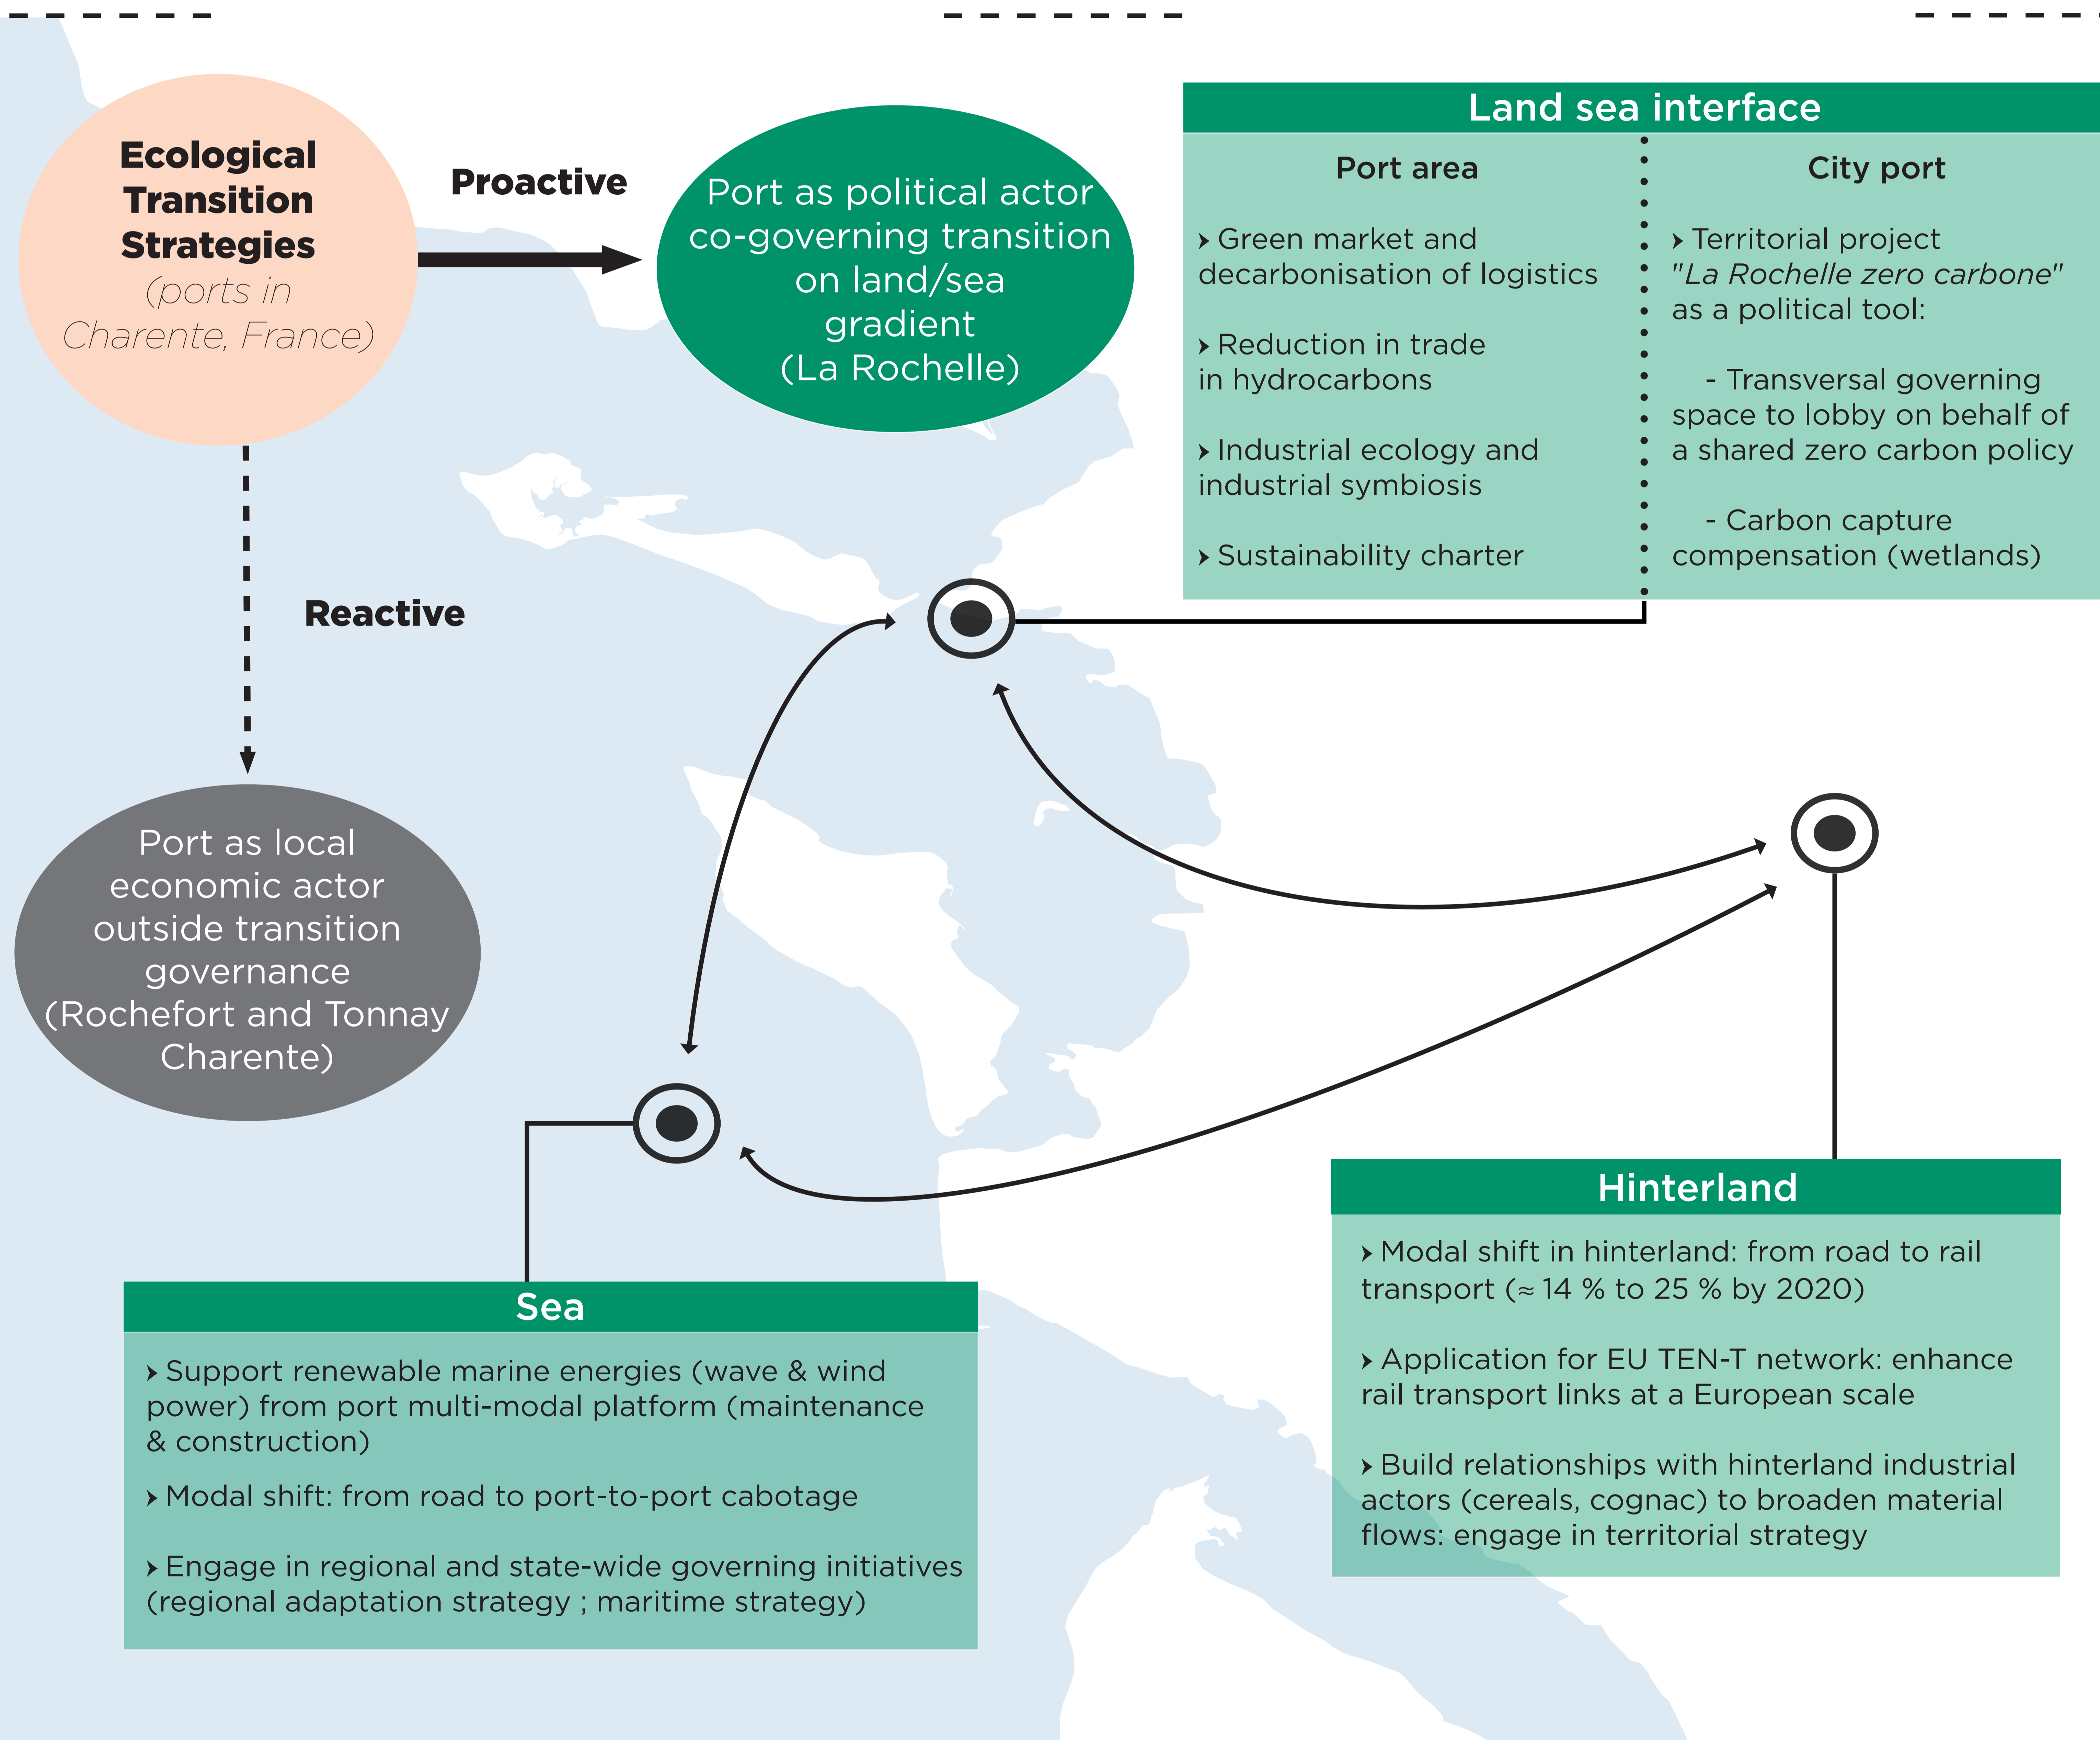 Ecological
Transition
Strategies
(ports in
Charente, France)
Proactive
Port as political actor
co-governing transition
on land/sea
gradient
(La Rochelle)
Land sea interface
Port area
➤ Green market and
decarbonisation of logistics
➤ Reduction in trade
in hydrocarbons
➤ Industrial ecology and
industrial symbiosis
➤ Sustainability charter
City port
➤ Territorial project
"La Rochelle zero carbone"
as a political tool:
- Transversal governing
space to lobby on behalf of
a shared zero carbon policy
- Carbon capture
compensation (wetlands)
Reactive
Port as local
economic actor
outside transition
governance
(Rochefort and Tonnay
Charente)
Hinterland
➤ Modal shift in hinterland: from road to rail
transport (≈ 14 % to 25 % by 2020)
➤ Application for EU TEN-T network: enhance
rail transport links at a European scale
➤ Build relationships with hinterland industrial
actors (cereals, cognac) to broaden material
flows: engage in territorial strategy
Sea
➤ Support renewable marine energies (wave & wind
power) from port multi-modal platform (maintenance
& construction)
➤ Modal shift: from road to port-to-port cabotage
➤ Engage in regional and state-wide governing initiatives
(regional adaptation strategy ; maritime strategy)